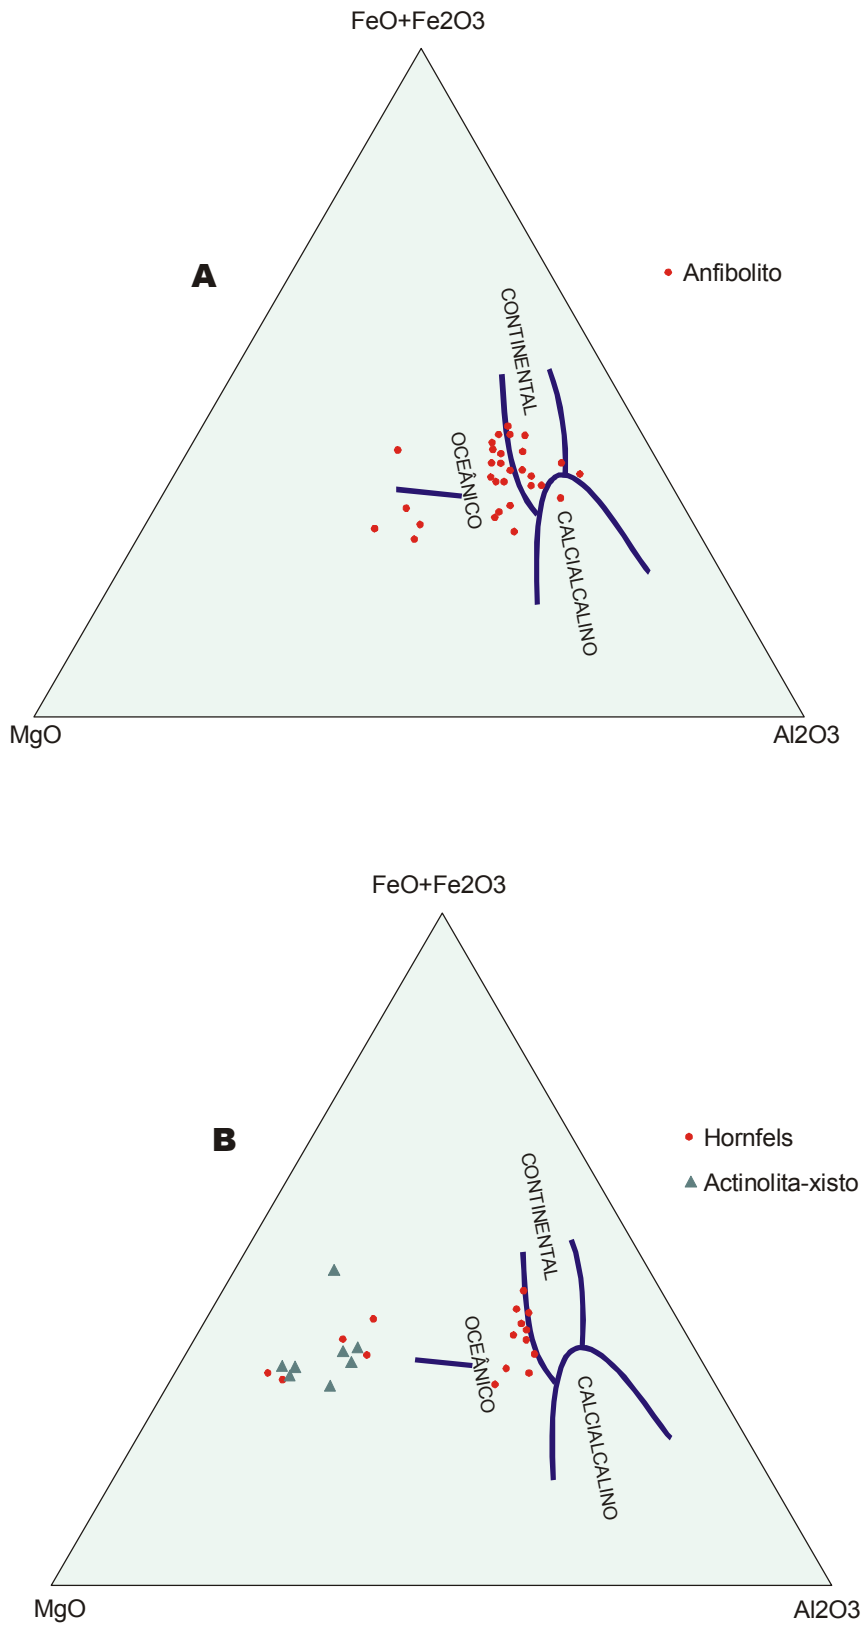 FeO+Fe2O3
A
Anfibolito
CONTINENTAL
OCEÂNICO
CALCIALCALINO
MgO
Al2O3
FeO+Fe2O3
B
Hornfels
Actinolita-xisto
CONTINENTAL
OCEÂNICO
CALCIALCALINO
MgO
Al2O3